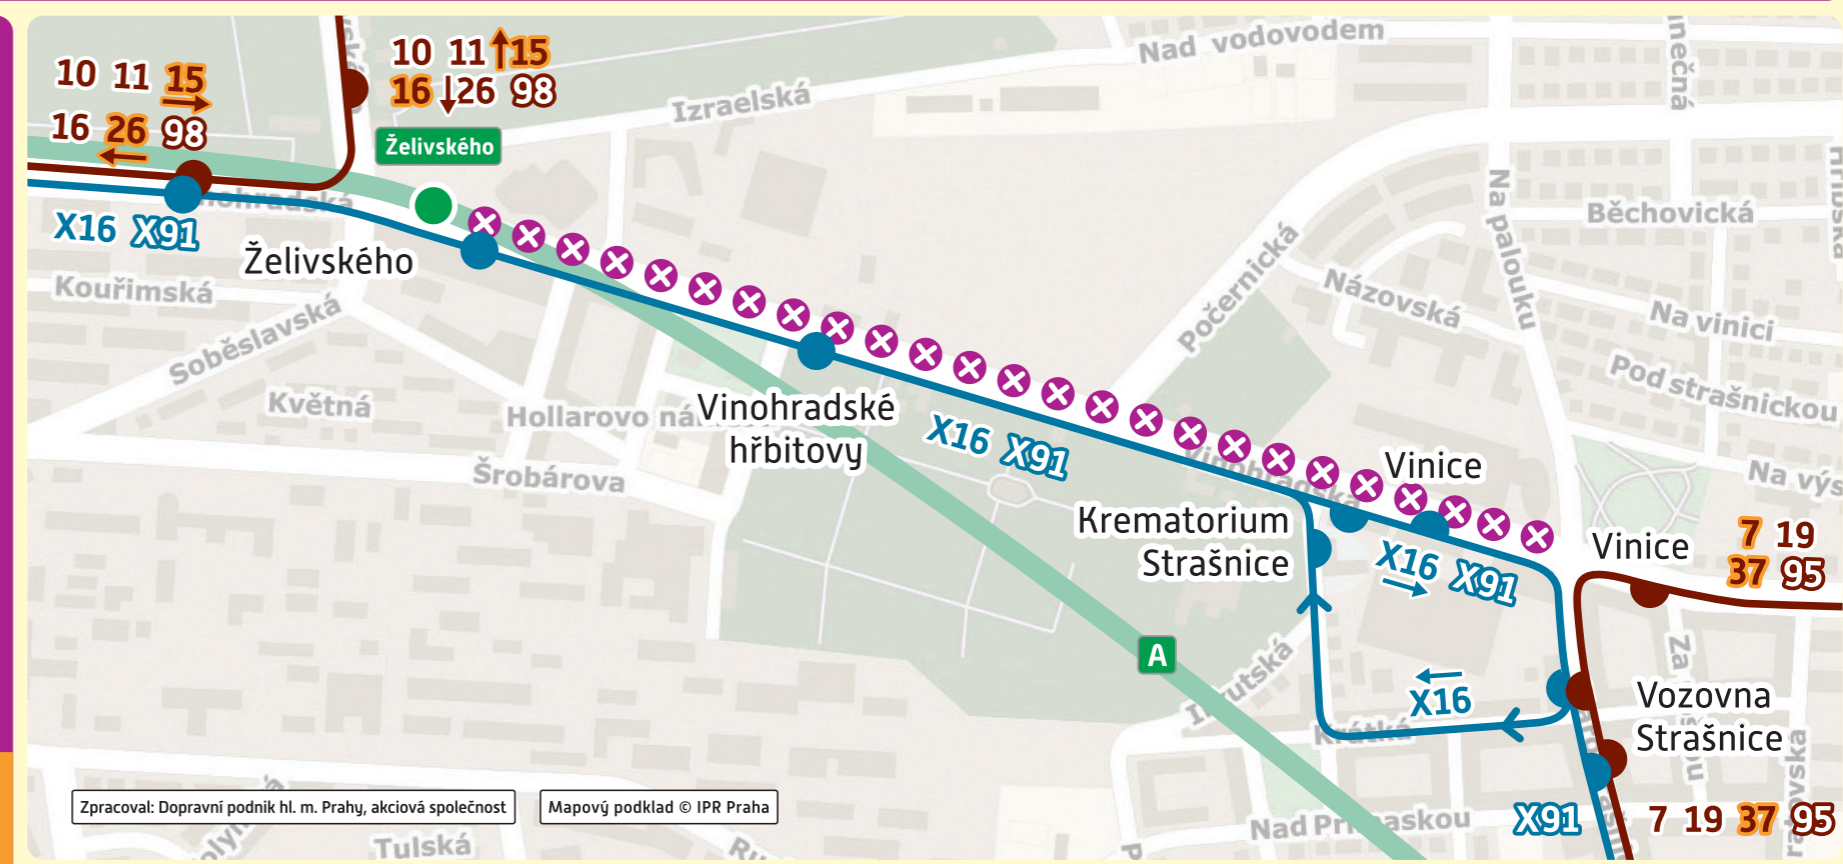 10 11 15
16 26 98
10 11 15
16 26 98
Želivského
X16 X91
Želivského
Nad vodovodem
Izraelská
Na palouku
Běchovická
Počernická
Názovská
Na vinici
Pod strašnickou
Kouřimská
Soběslavská
Květná
Hollarovo
Šrobárova
Vinohradské
hřbitovy
X16 X91
Vinice
Krematorium
Strašnice
X16 X91
Vinice
7 19
37 95
A
X16
Krátká
Vozovna
Strašnice
X91
7 19 37 95
Tulská
Zpracoval: Dopravní podnik hl. m. Prahy, akciová společnost
Mapový podklad © IPR Praha